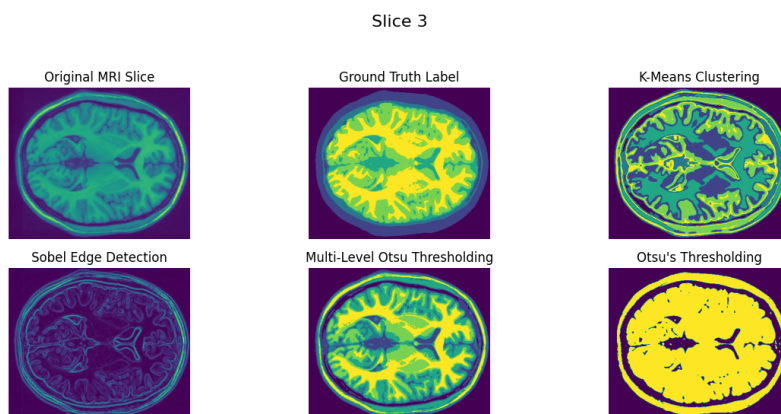 Slice 3
Original MRI Slice
Ground Truth Label
K-Means Clustering
Sobel Edge Detection
Multi-Level Otsu Thresholding
Otsu's Thresholding